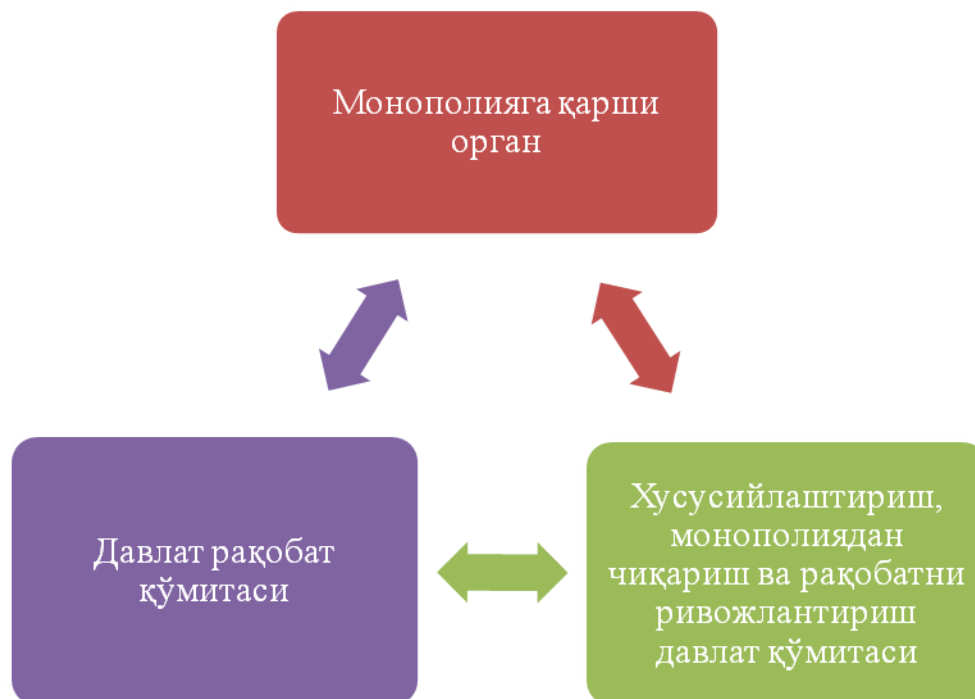 Монополияга қарши
орган
Давлат рақобат
қўмитаси
Хусусийлаштириш,
монополиядан
чиқариш ва рақобатни
ривожлантириш
давлат қўмитаси